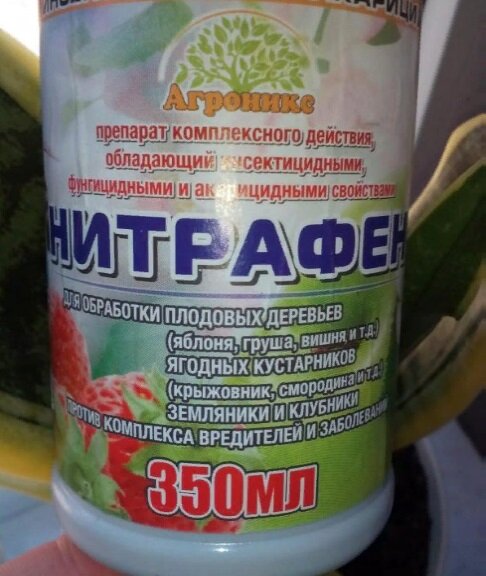 Агроникс
препарат комплексного действия,
обладающий инсектицидными,
фунгицидными и акарицидными свойствами
НИТРАФЕН
ДЛЯ ОБРАБОТКИ ПЛОДОВЫХ ДЕРЕВЬЕВ
(яблоня, груша, вишня и т.д.)
ЯГОДНЫХ КУСТАРНИКОВ
(крыжовник, смородина и т.д.)
ЗЕМЛЯНИКИ И КЛУБНИКИ
ПРОТИВ КОМПЛЕКСА ВРЕДИТЕЛЕЙ И ЗАБОЛЕВАНИ
350МЛ